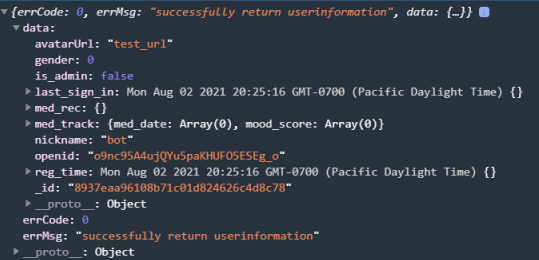 {errCode: 0, errMsg: "successfully return userinformation", data: {…}} i
data:
avatarUrl: "test_url"
gender: 0
is_admin: false
last_sign_in: Mon Aug 02 2021 20:25:16 GMT-0700 (Pacific Daylight Time) {}
med_rec: {}
med_track: {med_date: Array(0), mood_score: Array(0)}
nickname: "bot"
openid: "o9nc95A4ujQYu5paKHUFO5ESEg_o"
reg_time: Mon Aug 02 2021 20:25:16 GMT-0700 (Pacific Daylight Time) {}
_id: "8937eaa96108b71c01d824626c4d8c78"
__proto__: Object
errCode: 0
errMsg: "successfully return userinformation"
__proto__: Object